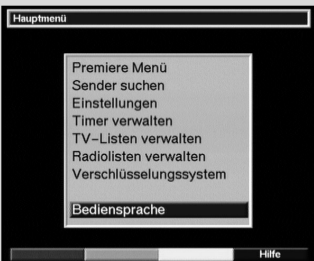 Hauptmenü
Premiere Menü
Sender suchen
Einstellungen
Timer verwalten
TV-Listen verwalten
Radiolisten verwalten
Verschlüsselungssystem
Bediensprache
Hilfe